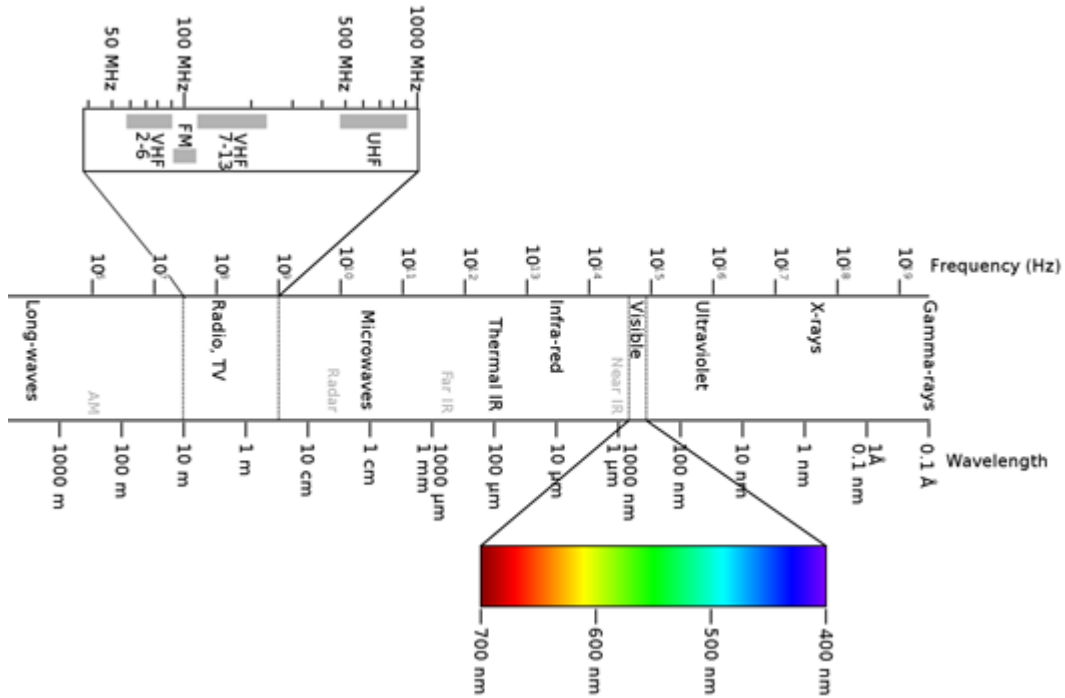 50 MHz
100 MHz
500 MHz
1000 MHz
VHF
2-6
FM
VHF
7-13
UHF
10⁶
10⁷
10⁸
10⁹
10¹⁰
10¹¹
10¹²
10¹³
10¹⁴
10¹⁵
10¹⁶
10¹⁷
10¹⁸
10¹⁹
Frequency (Hz)
Long-waves
AM
Radio, TV
Radar
Microwaves
Far IR
Thermal IR
Infra-red
Near IR
Visible
Ultraviolet
X-rays
Gamma-rays
1000 m
100 m
10 m
1 m
10 cm
1 cm
1000 µm
1 mm
100 µm
10 µm
1000 nm
1 µm
100 nm
10 nm
1 nm
1Å
0.1 nm
0.1 Å
Wavelength
700 nm
600 nm
500 nm
400 nm